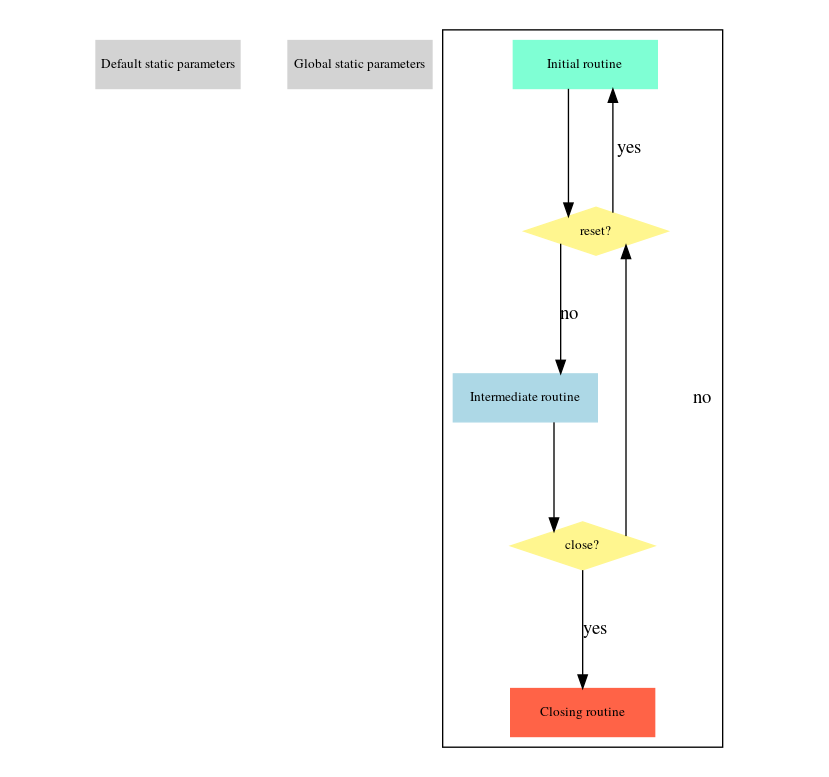 Default static parameters
Global static parameters
Initial routine
yes
reset?
no
Intermediate routine
no
close?
yes
Closing routine